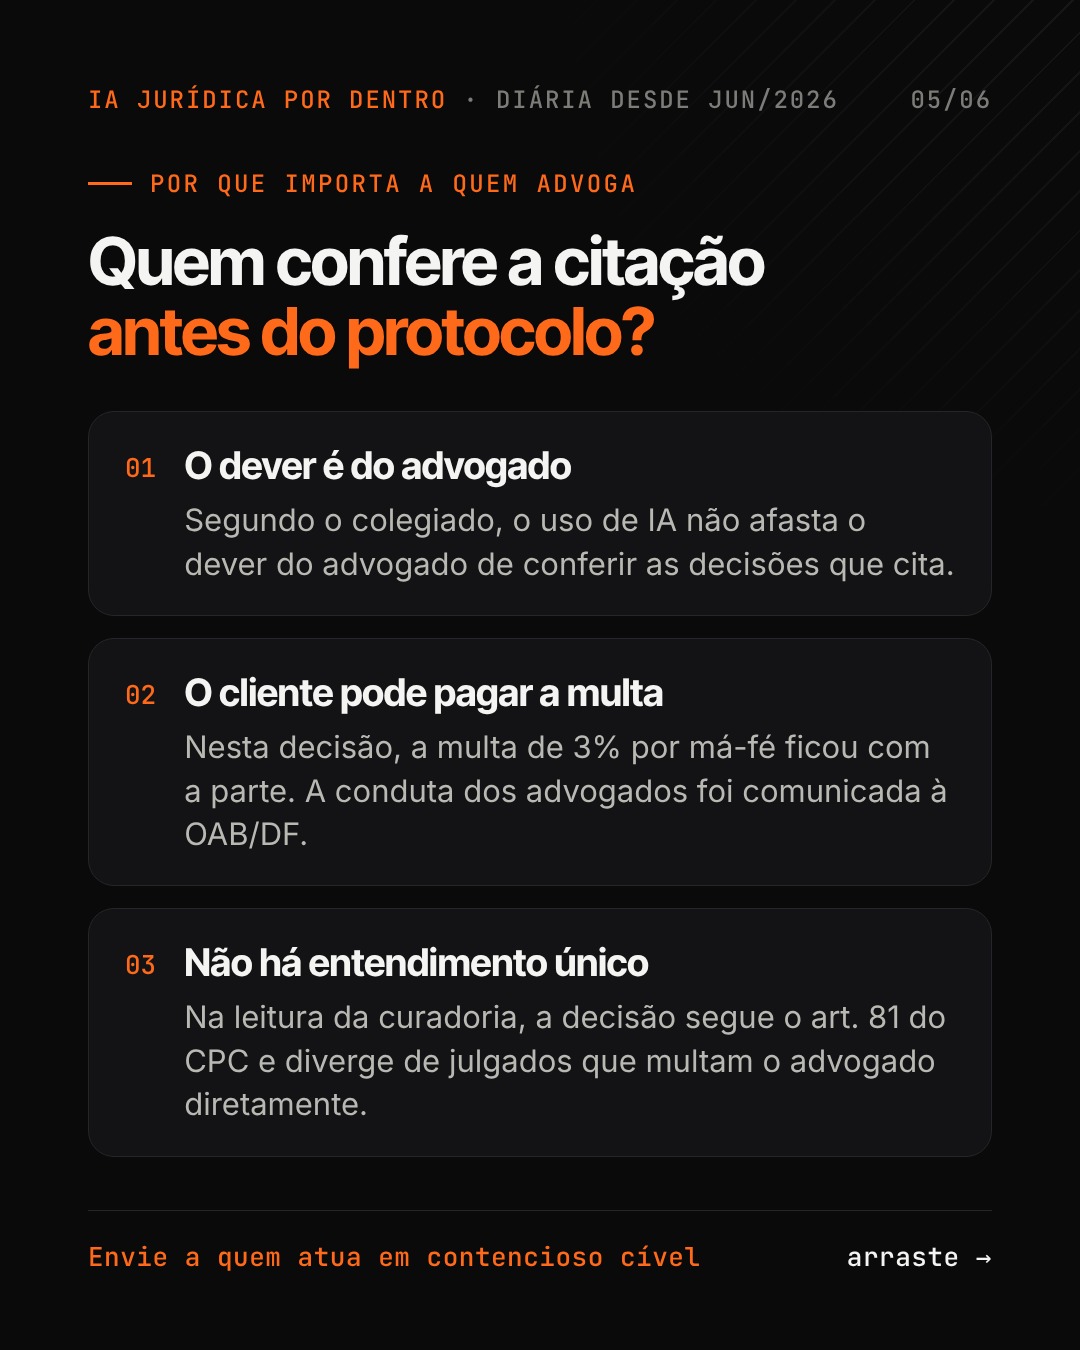 IA JURÍDICA POR DENTRO · DIÁRIA DESDE JUN/2026 05/06
POR QUE IMPORTA A QUEM ADVOGA
Quem confere a citação
antes do protocolo?
01 O dever é do advogado
Segundo o colegiado, o uso de IA não afasta o
dever do advogado de conferir as decisões que cita.
02 O cliente pode pagar a multa
Nesta decisão, a multa de 3% por má-fé ficou com
a parte. A conduta dos advogados foi comunicada à
OAB/DF.
03 Não há entendimento único
Na leitura da curadoria, a decisão segue o art. 81 do
CPC e diverge de julgados que multam o advogado
diretamente.
Envie a quem atua em contencioso cível arraste →